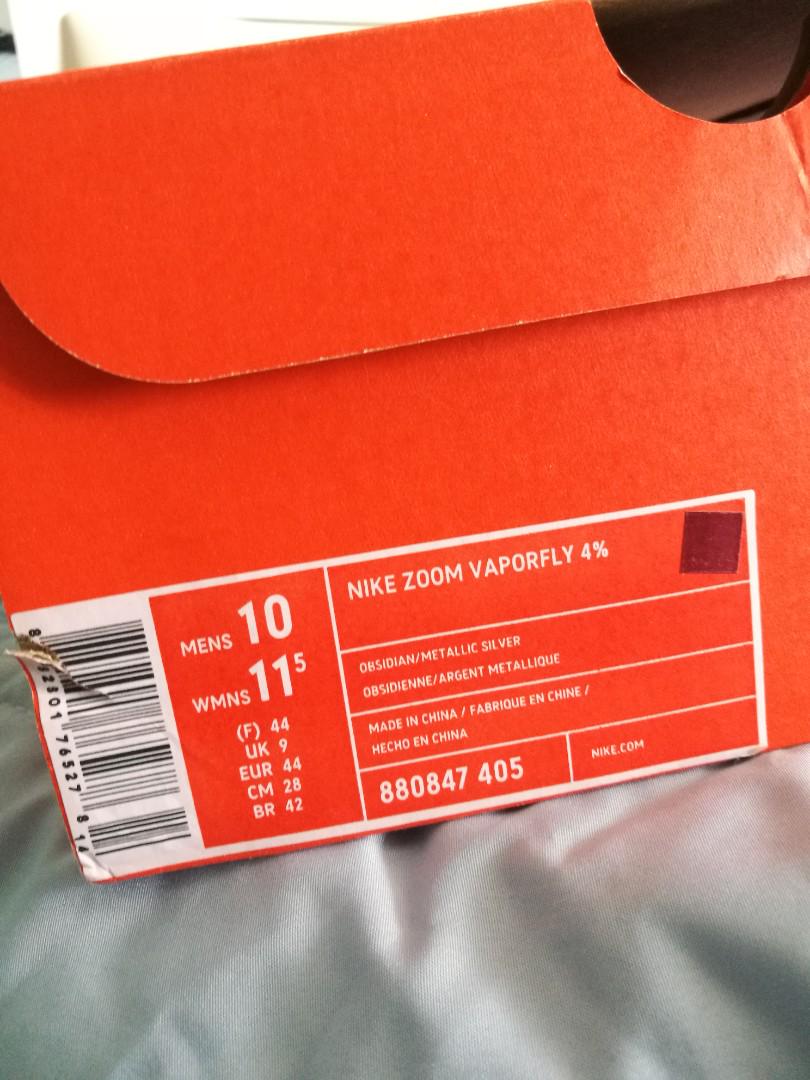 MENS 10
WMNS 11⁵
(F) 44
UK 9
EUR 44
CM 28
BR 42
NIKE ZOOM VAPORFLY 4%
OBSIDIAN/METALLIC SILVER
OBSIDIENNE/ARGENT METALLIQUE
MADE IN CHINA / FABRIQUE EN CHINE /
HECHO EN CHINA
880847 405
NIKE.COM
76527